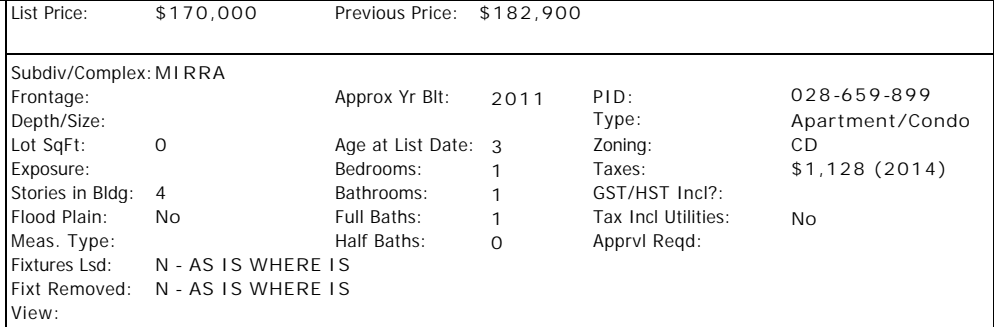 List Price: $170,000 Previous Price: $182,900
Subdiv/Complex: MIRRA
Frontage: Approx Yr Blt: 2011 PID: 028-659-899
Depth/Size: Type: Apartment/Condo
Lot SqFt: 0 Age at List Date: 3 Zoning: CD
Exposure: Bedrooms: 1 Taxes: $1,128 (2014)
Stories in Bldg: 4 Bathrooms: 1 GST/HST Incl?:
Flood Plain: No Full Baths: 1 Tax Incl Utilities: No
Meas. Type: Half Baths: 0 Apprvl Reqd:
Fixtures Lsd: N - AS IS WHERE IS
Fixt Removed: N - AS IS WHERE IS
View: